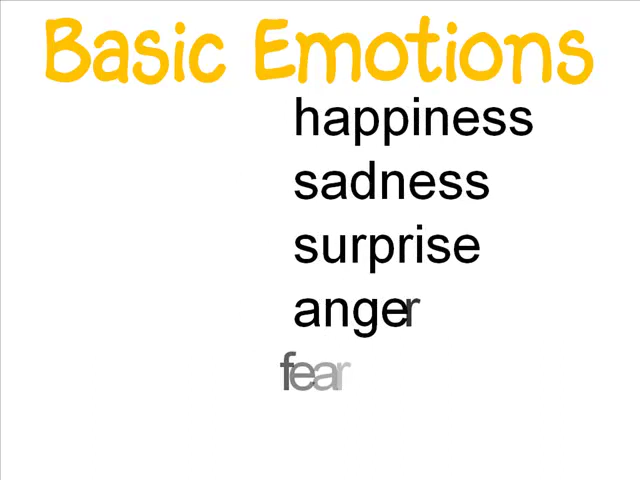 Basic Emotions
happiness
sadness
surprise
anger
fear